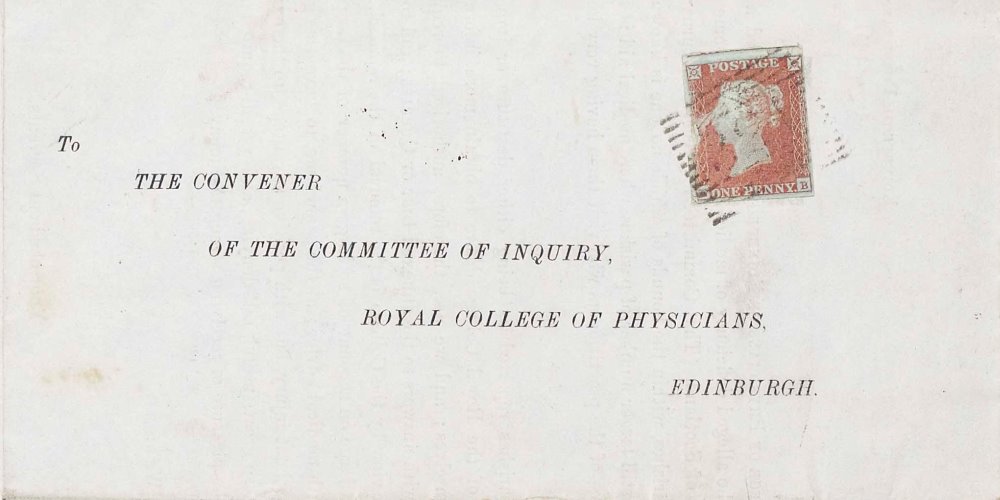 POSTAGE
ONE PENNY.
B
To
THE CONVENER
OF THE COMMITTEE OF INQUIRY,
ROYAL COLLEGE OF PHYSICIANS,
EDINBURGH.